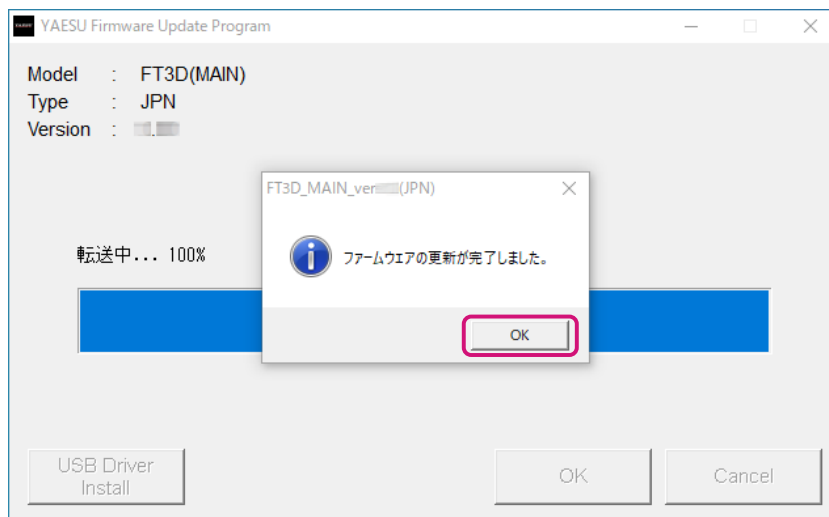 YAESU Firmware Update Program
Model : FT3D(MAIN)
Type : JPN
Version : 
FT3D_MAIN_ver (JPN)
転送中... 100%
ファームウエアの更新が完了しました。
OK
USB Driver
Install
OK
Cancel